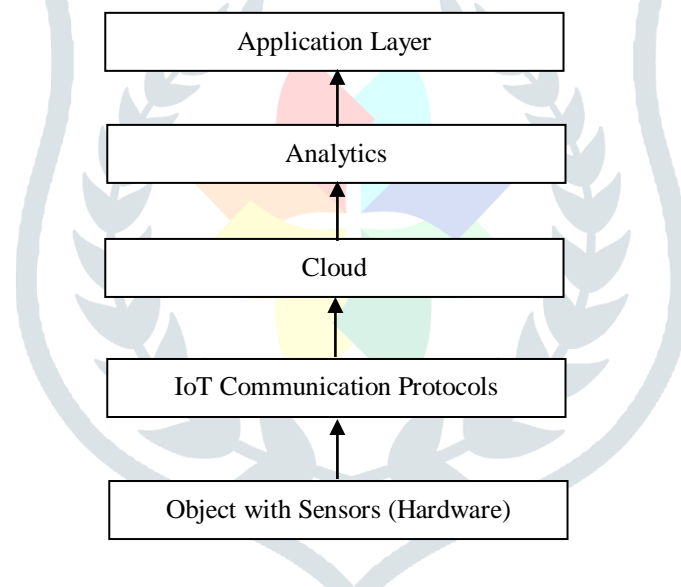 Application Layer
Analytics
Cloud
IoT Communication Protocols
Object with Sensors (Hardware)